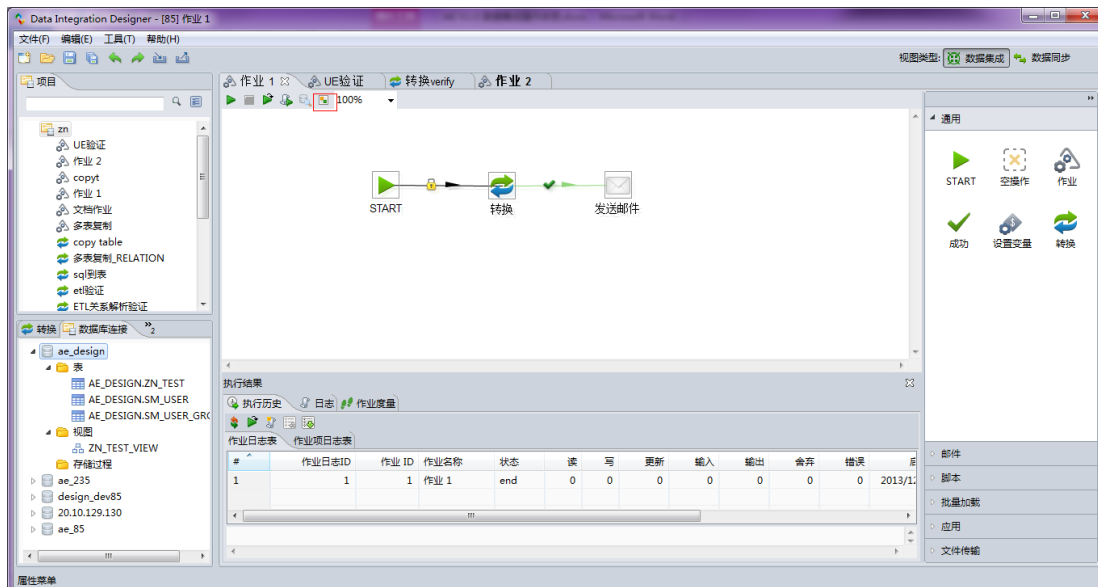 Data Integration Designer - [85] 作业 1
文件(F) 编辑(E) 工具(T) 帮助(H)
视图类型: 数据集成 数据同步
项目
zn
UE验证
作业 2
copyt
作业 1
文档作业
多表复制
copy table
多表复制_RELATION
sql到表
etl验证
ETL关系解析验证
转换 数据库连接 »2
ae_design
表
AE_DESIGN.ZN_TEST
AE_DESIGN.SM_USER
AE_DESIGN.SM_USER_GRO
视图
ZN_TEST_VIEW
存储过程
ae_235
design_dev85
20.10.129.130
ae_85
属性菜单
作业 1 UE验证 转换verify 作业 2
100%
START 转换 发送邮件
执行结果
执行历史 日志 作业度量
作业日志表 作业项日志表
# 作业日志ID 作业 ID 作业名称 状态 读 写 更新 输入 输出 舍弃 错误
1 1 1 作业 1 end 0 0 0 0 0 0 0 2013/12
通用
START 空操作 作业
成功 设置变量 转换
邮件
脚本
批量加载
应用
文件传输